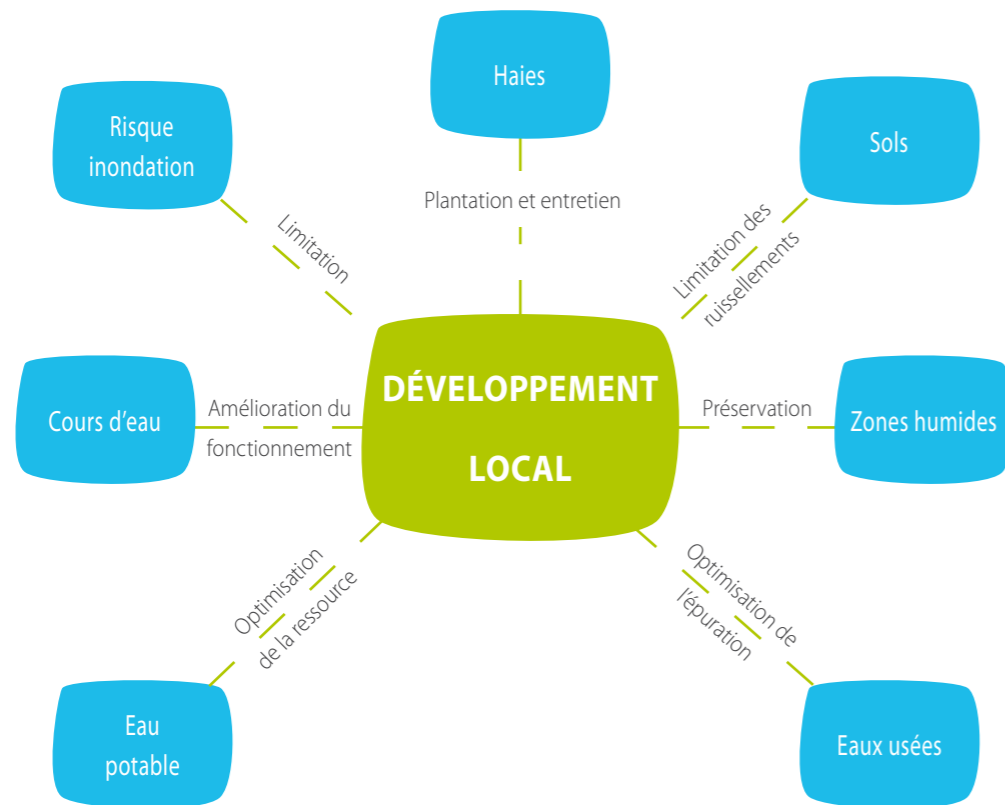 Haies
Risque
inondation
Sols
Plantation et entretien
Limitation
Limitation des
ruissellements
DÉVELOPPEMENT
LOCAL
Cours d’eau
Amélioration du
fonctionnement
Préservation
Zones humides
Optimisation
de la ressource
Optimisation de
l’épuration
Eau
potable
Eaux usées